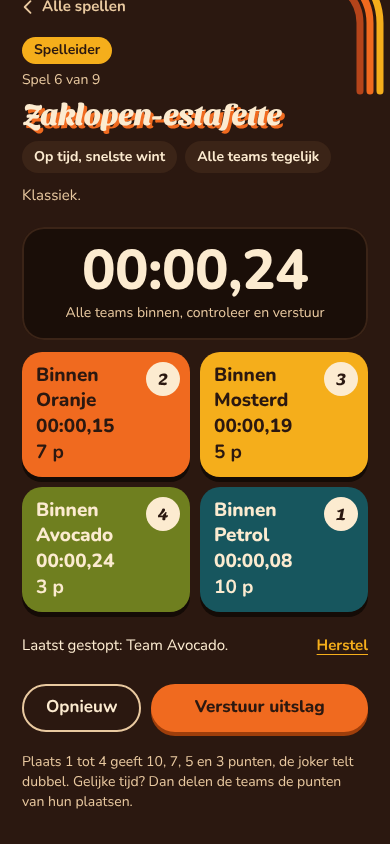 Alle spellen
Spelleider
Spel 6 van 9
Zaklopen-estafette
Op tijd, snelste wint
Alle teams tegelijk
Klassiek.
00:00,24
Alle teams binnen, controleer en verstuur
Binnen
Oranje
00:00,15
7 p
2
Binnen
Mosterd
00:00,19
5 p
3
Binnen
Avocado
00:00,24
3 p
4
Binnen
Petrol
00:00,08
10 p
1
Laatst gestopt: Team Avocado.
Herstel
Opnieuw
Verstuur uitslag
Plaats 1 tot 4 geeft 10, 7, 5 en 3 punten, de joker telt
dubbel. Gelijke tijd? Dan delen de teams de punten
van hun plaatsen.